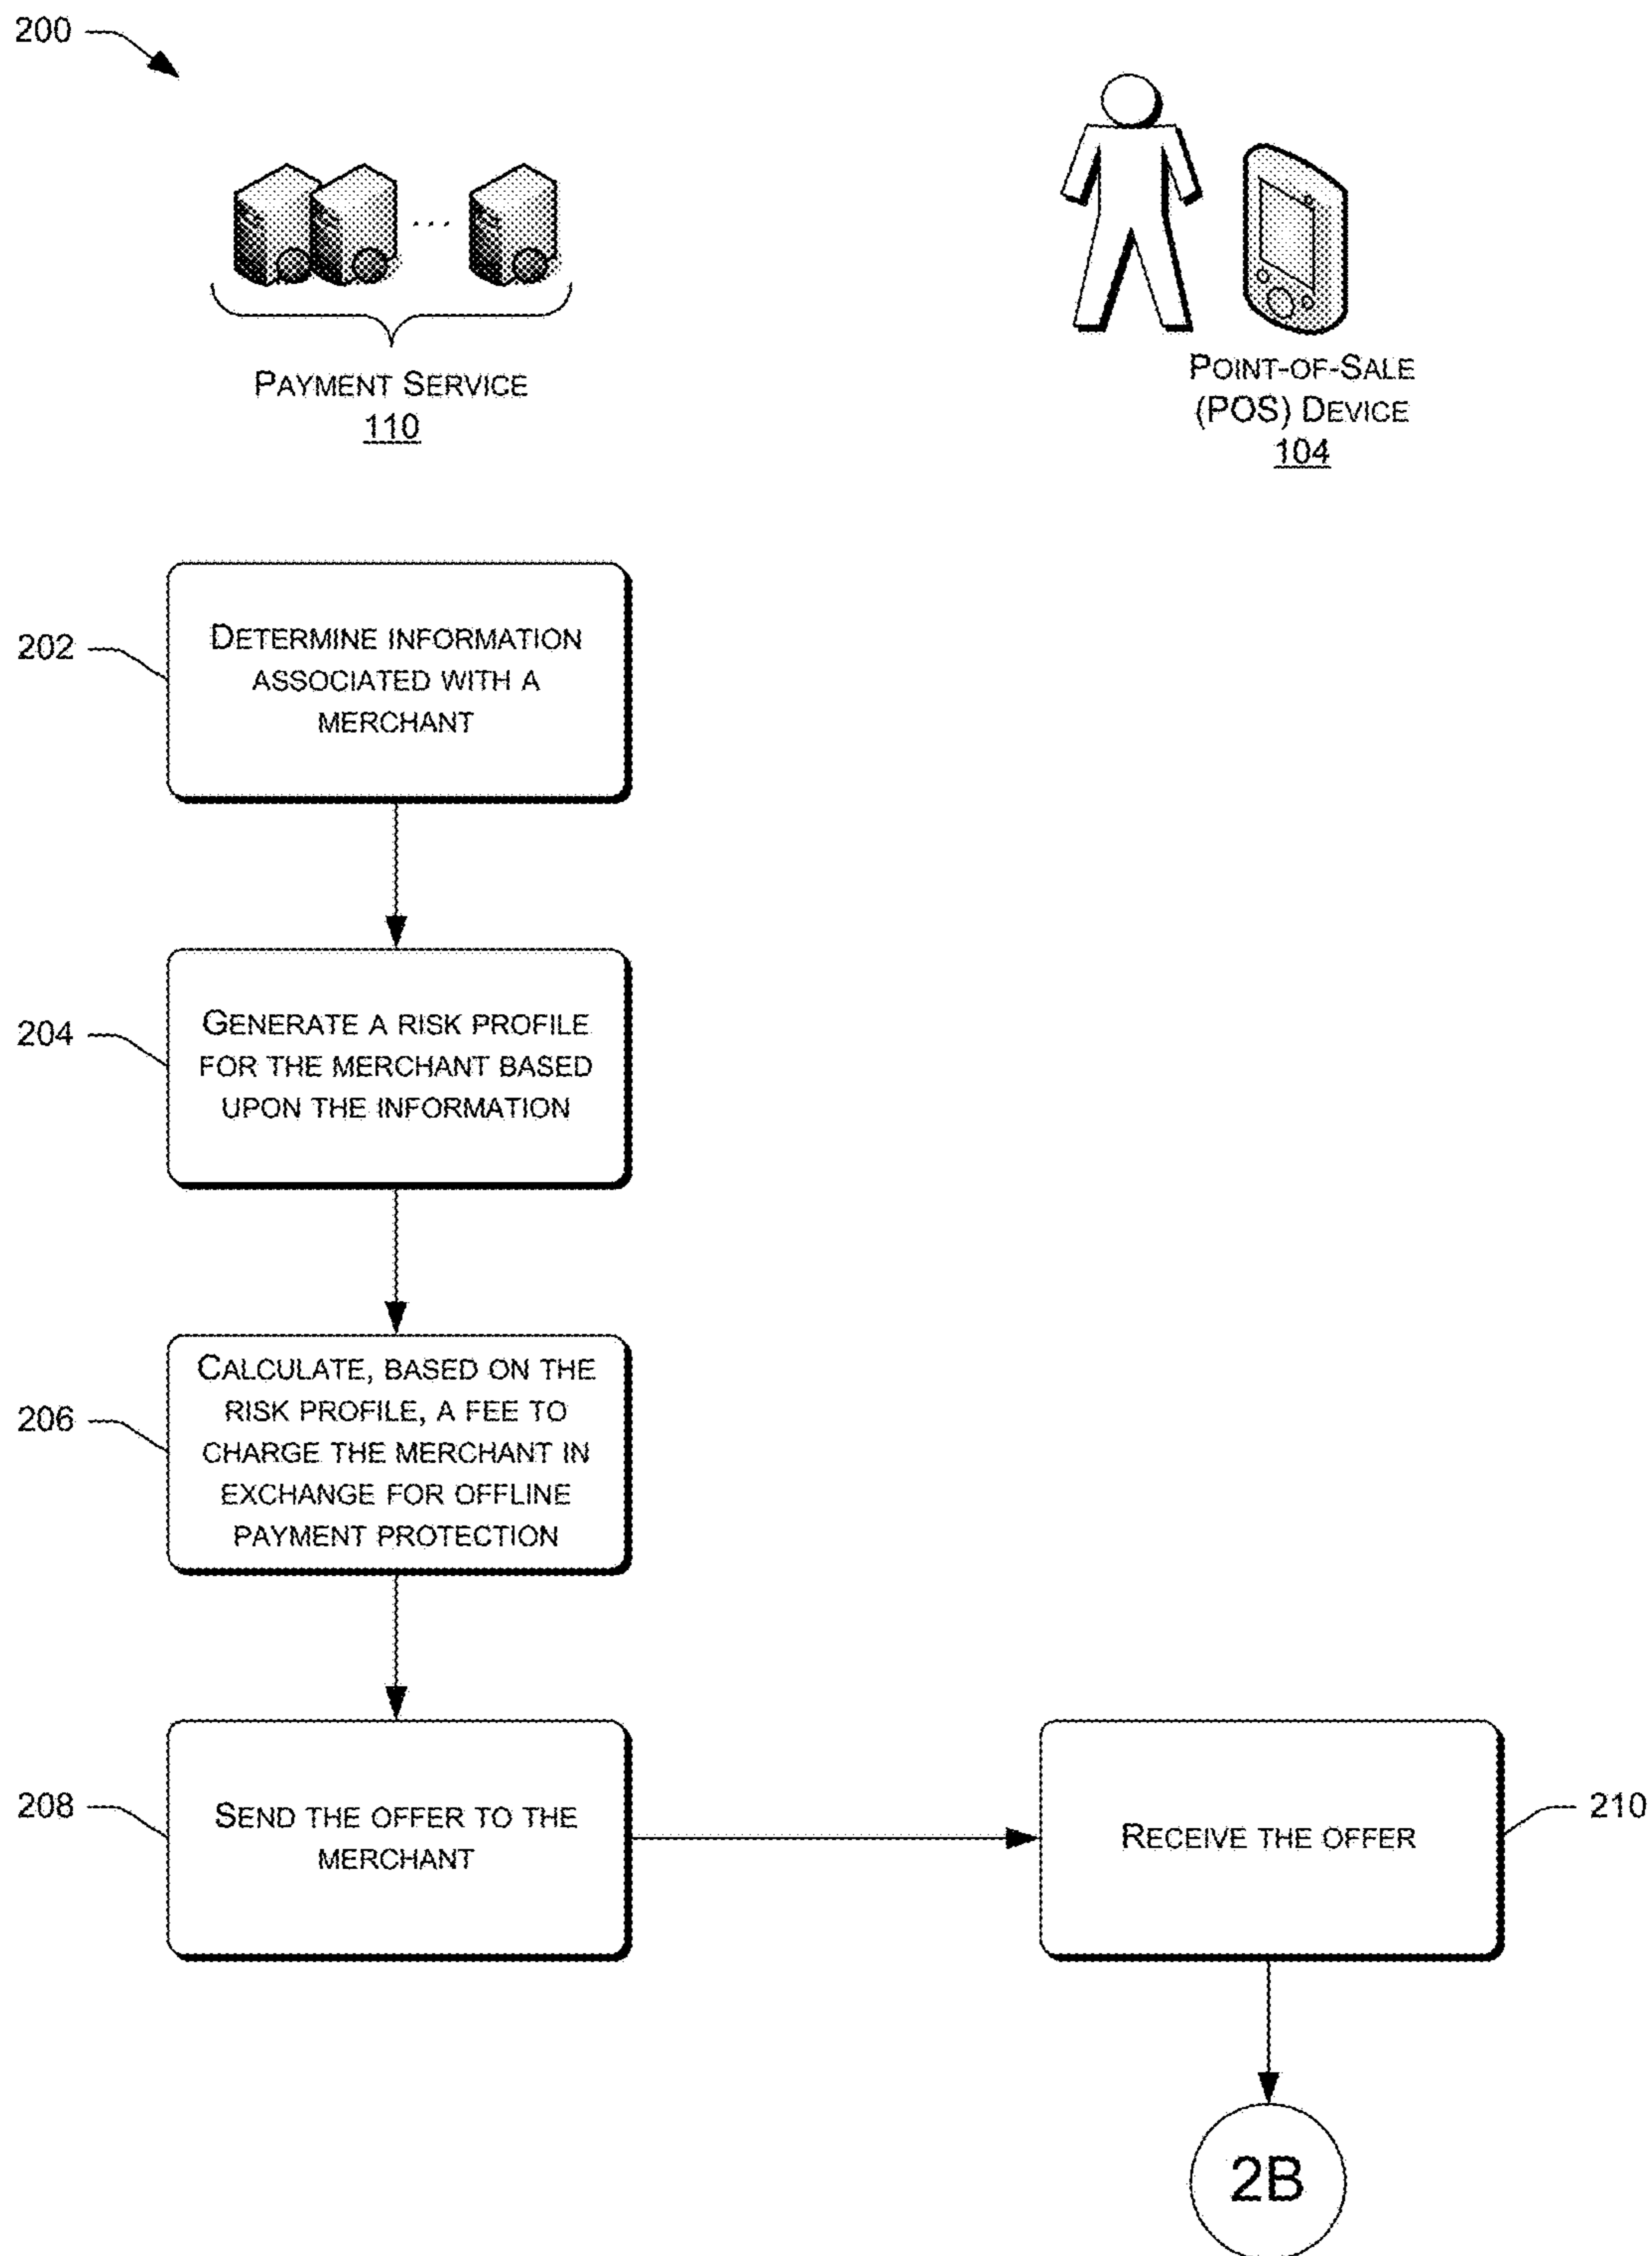 200
PAYMENT SERVICE
110
POINT-OF-SALE
(POS) DEVICE
104
202
DETERMINE INFORMATION
ASSOCIATED WITH A
MERCHANT
204
GENERATE A RISK PROFILE
FOR THE MERCHANT BASED
UPON THE INFORMATION
206
CALCULATE, BASED ON THE
RISK PROFILE, A FEE TO
CHARGE THE MERCHANT IN
EXCHANGE FOR OFFLINE
PAYMENT PROTECTION
208
SEND THE OFFER TO THE
MERCHANT
RECEIVE THE OFFER
210
2B